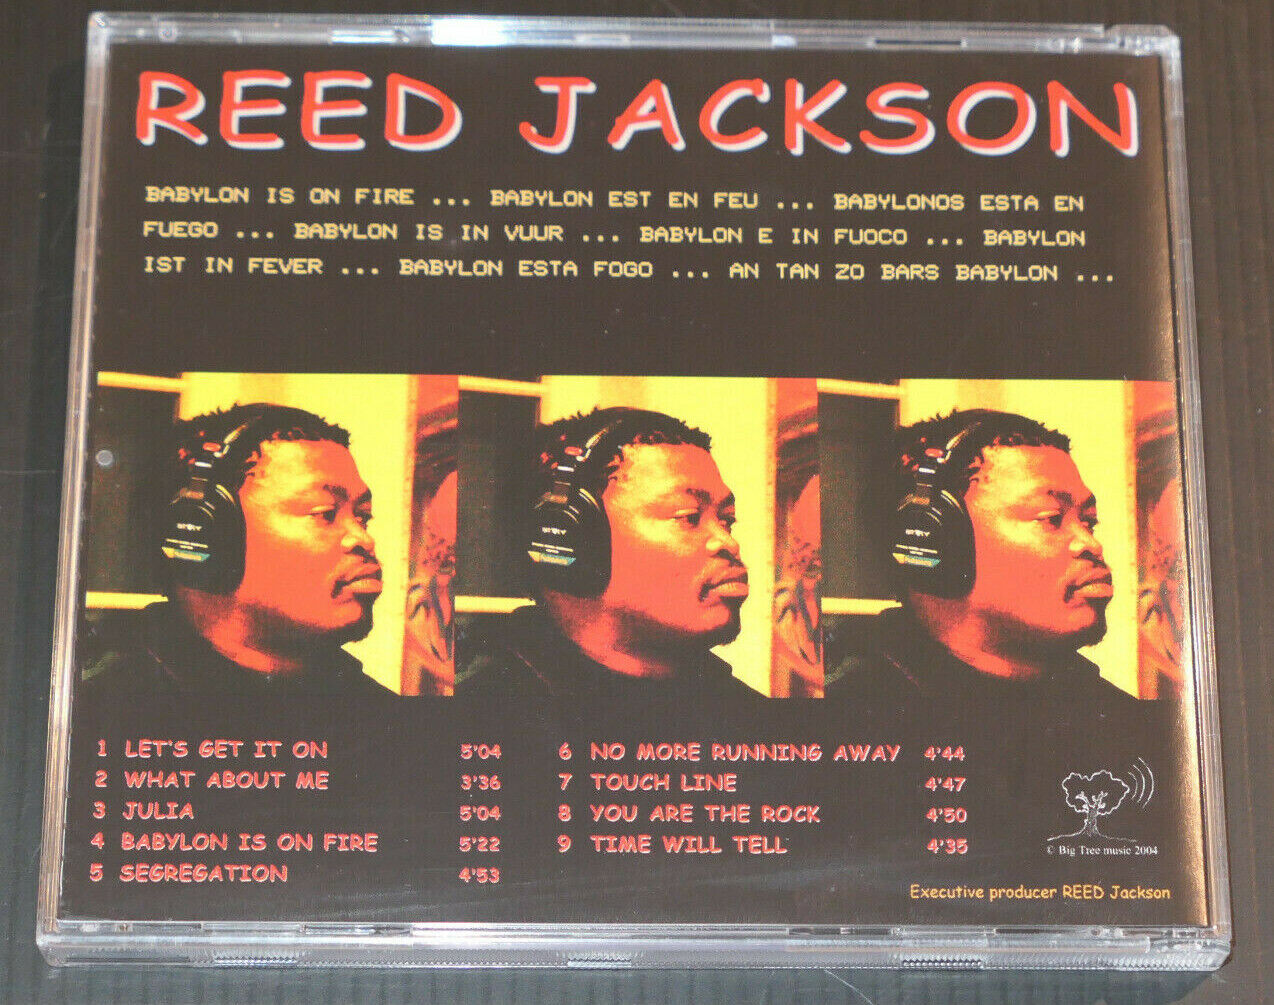 REED JACKSON
BABYLON IS ON FIRE ... BABYLON EST EN FEU ... BABYLONOS ESTA EN
FUEGO ... BABYLON IS IN VUUR ... BABYLON E IN FUOCO ... BABYLON
IST IN FEVER ... BABYLON ESTA FOGO ... AN TAN ZO BARS BABYLON ...
1 LET'S GET IT ON 5'04
2 WHAT ABOUT ME 3'36
3 JULIA 5'04
4 BABYLON IS ON FIRE 5'22
5 SEGREGATION 4'53
6 NO MORE RUNNING AWAY 4'44
7 TOUCH LINE 4'47
8 YOU ARE THE ROCK 4'50
9 TIME WILL TELL 4'35
© Big Tree music 2004
Executive producer REED Jackson